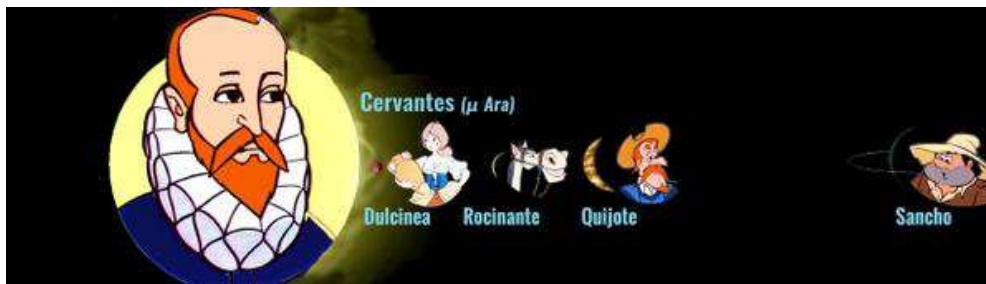 Cervantes (μ Ara)
Dulcinea Rocinante Quijote Sancho